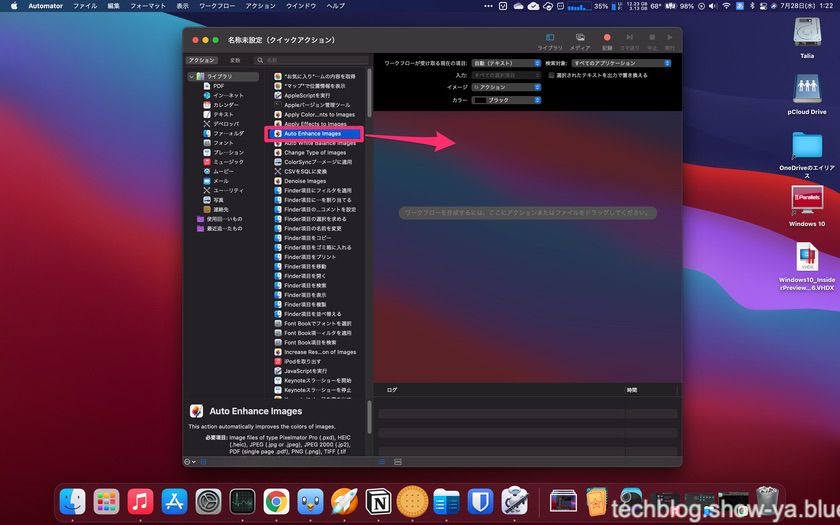 Automator ファイル 編集 フォーマット 表示 ワークフロー アクション ウインドウ ヘルプ
35% 12.23 GB 68° 98% あ 7月28日(水) 1:22
名称未設定（クイックアクション）
ライブラリ メディア 記録 コマ送り 停止 実行
アクション 変数 名前
ライブラリ
PDF
イン…ネット
カレンダー
テキスト
デベロッパ
ファ…ォルダ
フォント
プレ…ション
ミュージック
ムービー
メール
ユー…リティ
写真
連絡先
使用回…いもの
最近追…たもの
"お気に入り"…ムの内容を取得
"マップ"で位置情報を表示
AppleScriptを実行
Appleバージョン管理ツール
Apply Color…nts to Images
Apply Effects to Images
Auto Enhance Images
Auto White Balance Images
Change Type of Images
ColorSyncプ…ページに適用
CSVをSQLに変換
Denoise Images
Finder項目にフィルタを適用
Finder項目に…を割り当てる
Finder項目の…コメントを設定
Finder項目の選択を求める
Finder項目の名前を変更
Finder項目をコピー
Finder項目をゴミ箱に入れる
Finder項目をプリント
Finder項目を移動
Finder項目を開く
Finder項目を検索
Finder項目を表示
Finder項目を複製
Finder項目を並べ替える
Font Bookでフォントを選択
Font Book項…ィルタを適用
Font Book項目を検索
Increase Res…on of Images
iPodを取り出す
JavaScriptを実行
Keynoteスラ…ショーを開始
Keynoteスラ…ショーを停止
ワークフローが受け取る現在の項目: 自動（テキスト） 検索対象: すべてのアプリケーション
入力: すべての選択項目 選択されたテキストを出力で置き換える
イメージ アクション
カラー ブラック
ワークフローを作成するには、ここにアクションまたはファイルをドラッグしてください。
ログ 時間
Auto Enhance Images
This action automatically improves the colors of images.
必要項目: Image files of type Pixelmator Pro (.pxd), HEIC
(.heic), JPEG (.jpg or .jpeg), JPEG 2000 (.jp2),
PDF (single page .pdf), PNG (.png), TIFF (.tif
Talia
pCloud Drive
OneDriveのエイリア
ス
Parallels
Windows 10
VHDX
Windows10_Insid
erPreview...6.VHDX
techblog.show-ya.blu